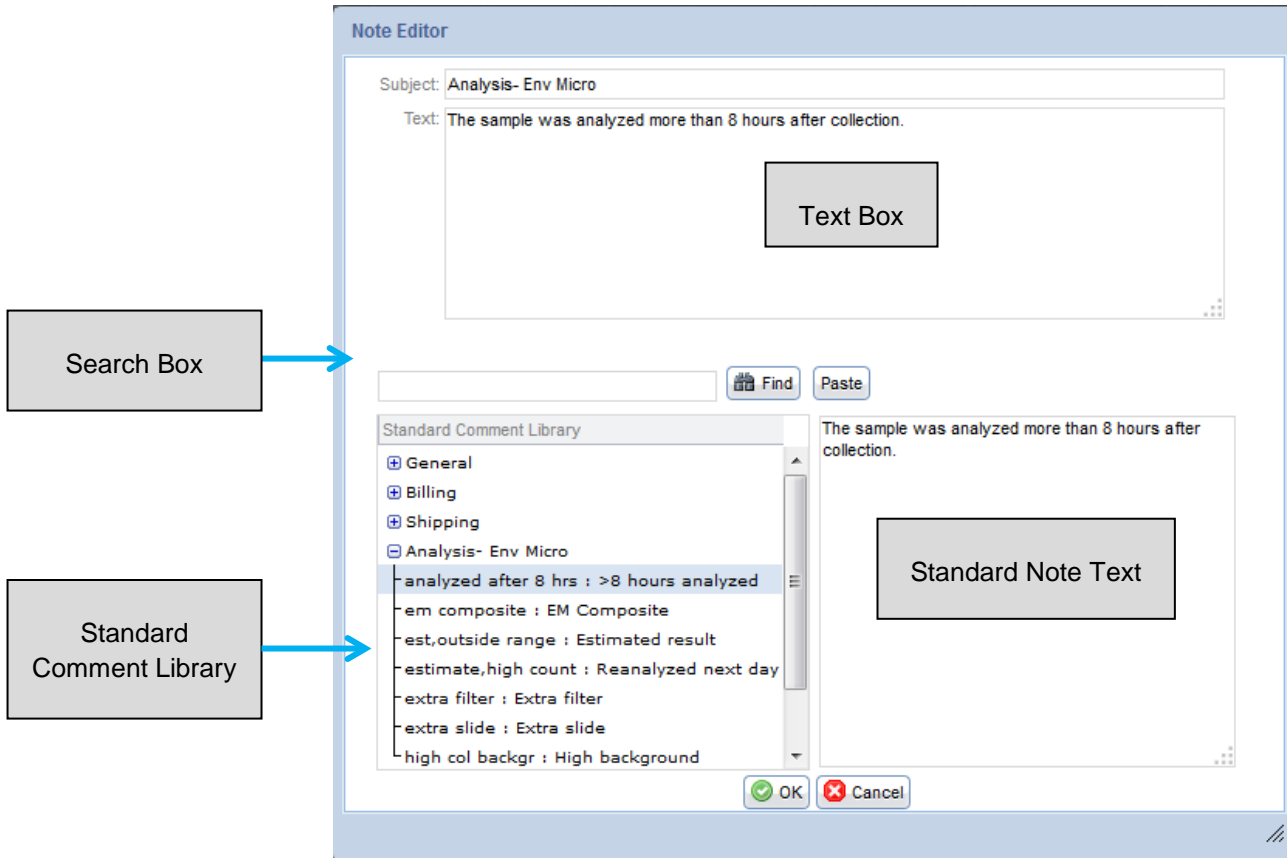 Note Editor
Subject: Analysis- Env Micro
Text: The sample was analyzed more than 8 hours after collection.
Text Box
Search Box
Find Paste
Standard Comment Library
The sample was analyzed more than 8 hours after
collection.
General
Billing
Shipping
Analysis- Env Micro
analyzed after 8 hrs : >8 hours analyzed
em composite : EM Composite
est,outside range : Estimated result
estimate,high count : Reanalyzed next day
extra filter : Extra filter
extra slide : Extra slide
high col backgr : High background
Standard Note Text
Standard
Comment Library
OK Cancel